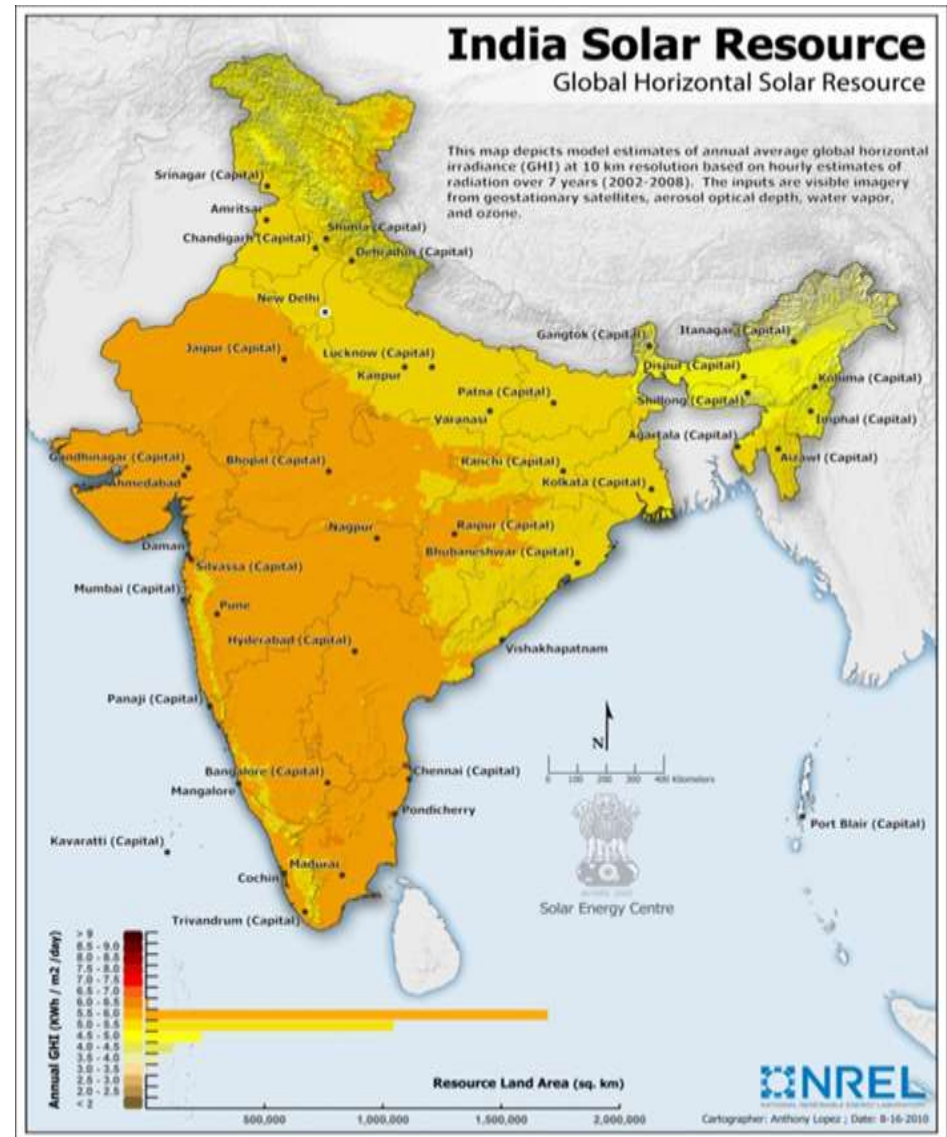 India Solar Resource
Global Horizontal Solar Resource
This map depicts model estimates of annual average global horizontal
irradiance (GHI) at 10 km resolution based on hourly estimates of
radiation over 7 years (2002-2008). The inputs are visible imagery
from geostationary satellites, aerosol optical depth, water vapor,
and ozone.
Srinagar (Capital)
Amritsar
Shimla (Capital)
Chandigarh (Capital)
Dehradun (Capital)
New Delhi
Gangtok (Capital)
Itanagar (Capital)
Jaipur (Capital)
Lucknow (Capital)
Dispur (Capital)
Kanpur
Kohima (Capital)
Patna (Capital)
Shillong (Capital)
Varanasi
Imphal (Capital)
Agartala (Capital)
Gandhinagar (Capital)
Bhopal (Capital)
Ranchi (Capital)
Aizawl (Capital)
Ahmedabad
Kolkata (Capital)
Nagpur
Raipur (Capital)
Daman
Bhubaneshwar (Capital)
Silvassa (Capital)
Mumbai (Capital)
Pune
Hyderabad (Capital)
Vishakhapatnam
Panaji (Capital)
N
Bangalore (Capital)
Chennai (Capital)
0 100 200 300 400 Kilometers
Mangalore
Pondicherry
Port Blair (Capital)
Kavaratti (Capital)
Madurai
Cochin
Solar Energy Centre
Trivandrum (Capital)
Annual GHI (KWh / m2 /day)
> 9
8.5 - 9.0
8.0 - 8.5
7.5 - 8.0
7.0 - 7.5
6.5 - 7.0
6.0 - 6.5
5.5 - 6.0
5.0 - 5.5
4.5 - 5.0
4.0 - 4.5
3.5 - 4.0
3.0 - 3.5
2.5 - 3.0
2.0 - 2.5
< 2
Resource Land Area (sq. km)
500,000 1,000,000 1,500,000 2,000,000
NREL
NATIONAL RENEWABLE ENERGY LABORATORY
Cartographer: Anthony Lopez ; Date: 8-16-2010